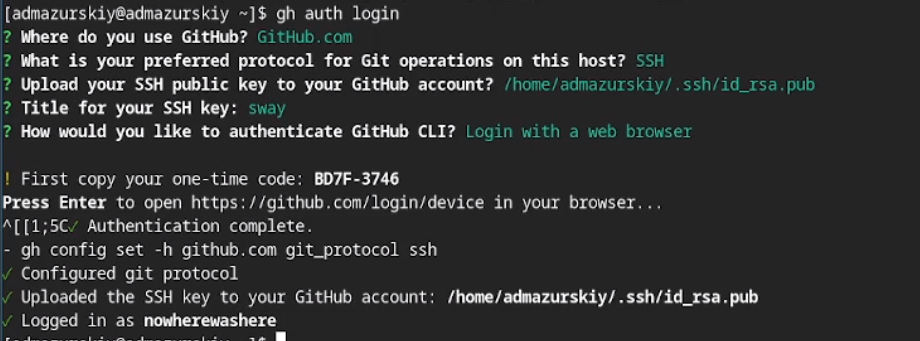 [admazurskiy@admazurskiy ~]$ gh auth login
? Where do you use GitHub? GitHub.com
? What is your preferred protocol for Git operations on this host? SSH
? Upload your SSH public key to your GitHub account? /home/admazurskiy/.ssh/id_rsa.pub
? Title for your SSH key: sway
? How would you like to authenticate GitHub CLI? Login with a web browser
! First copy your one-time code: BD7F-3746
Press Enter to open https://github.com/login/device in your browser...
^[[1;5C✓ Authentication complete.
- gh config set -h github.com git_protocol ssh
✓ Configured git protocol
✓ Uploaded the SSH key to your GitHub account: /home/admazurskiy/.ssh/id_rsa.pub
✓ Logged in as nowherewashere
[admazurskiy@admazurskiy ~]$